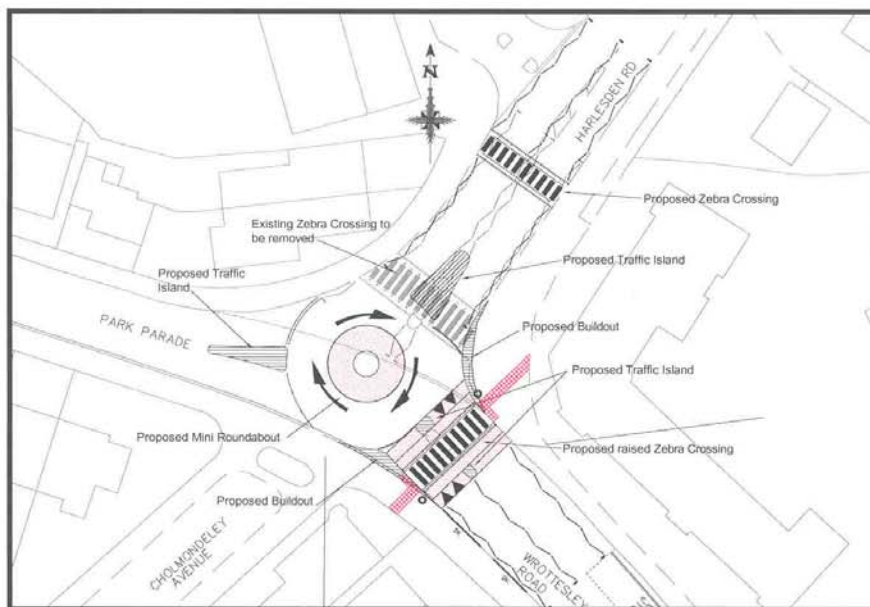 N
HARLESDEN RD
Proposed Zebra Crossing
Existing Zebra Crossing to
be removed
Proposed Traffic Island
Proposed Traffic
Island
PARK PARADE
Proposed Buildout
Proposed Traffic Island
Proposed Mini Roundabout
Proposed raised Zebra Crossing
Proposed Buildout
CHOLMONDELEY
AVENUE
WROTTESLEY
ROAD